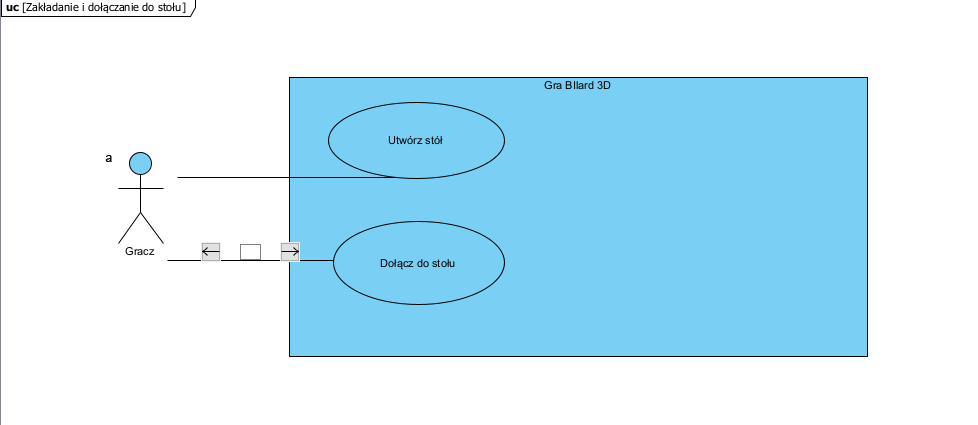 uc [Zakładanie i dołączanie do stołu]
Gra BIlard 3D
Utwórz stół
a
Gracz
Dołącz do stołu